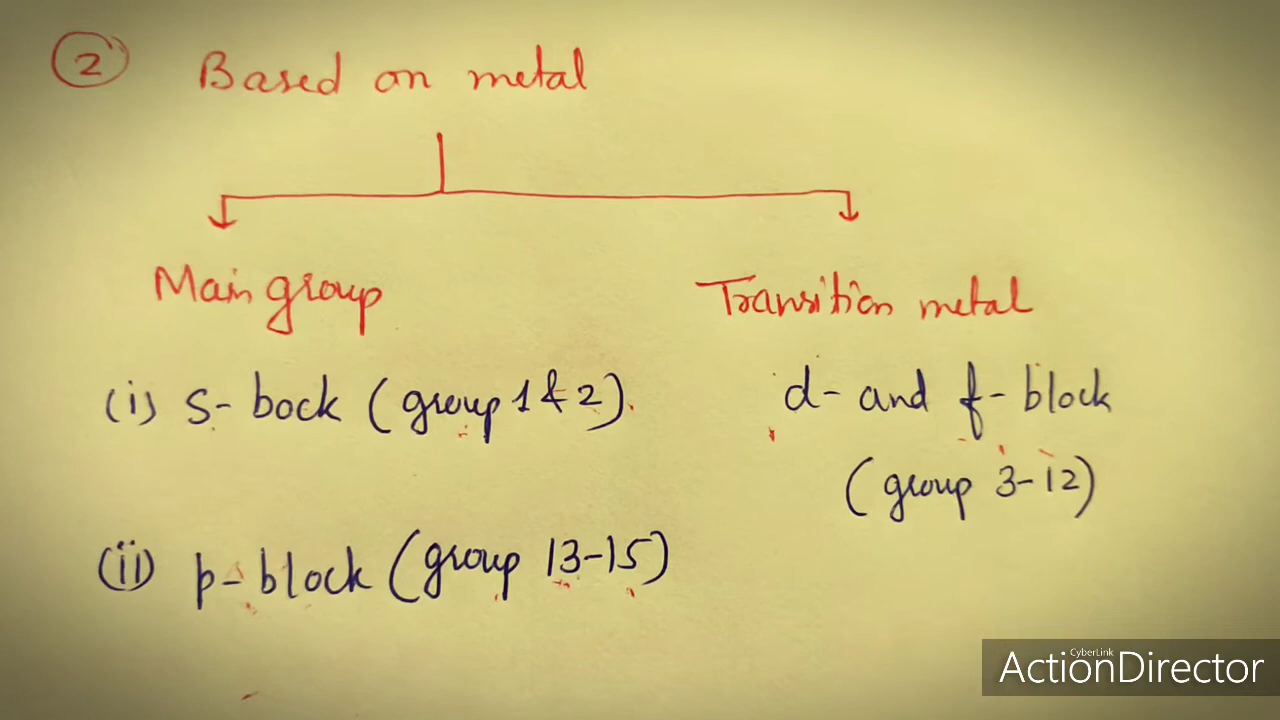 2 Based on metal
Main group
Transition metal
(i) s- bock (group 1 & 2).
d- and f- block
(group 3-12)
(ii) p- block (group 13-15)
CyberLink
ActionDirector